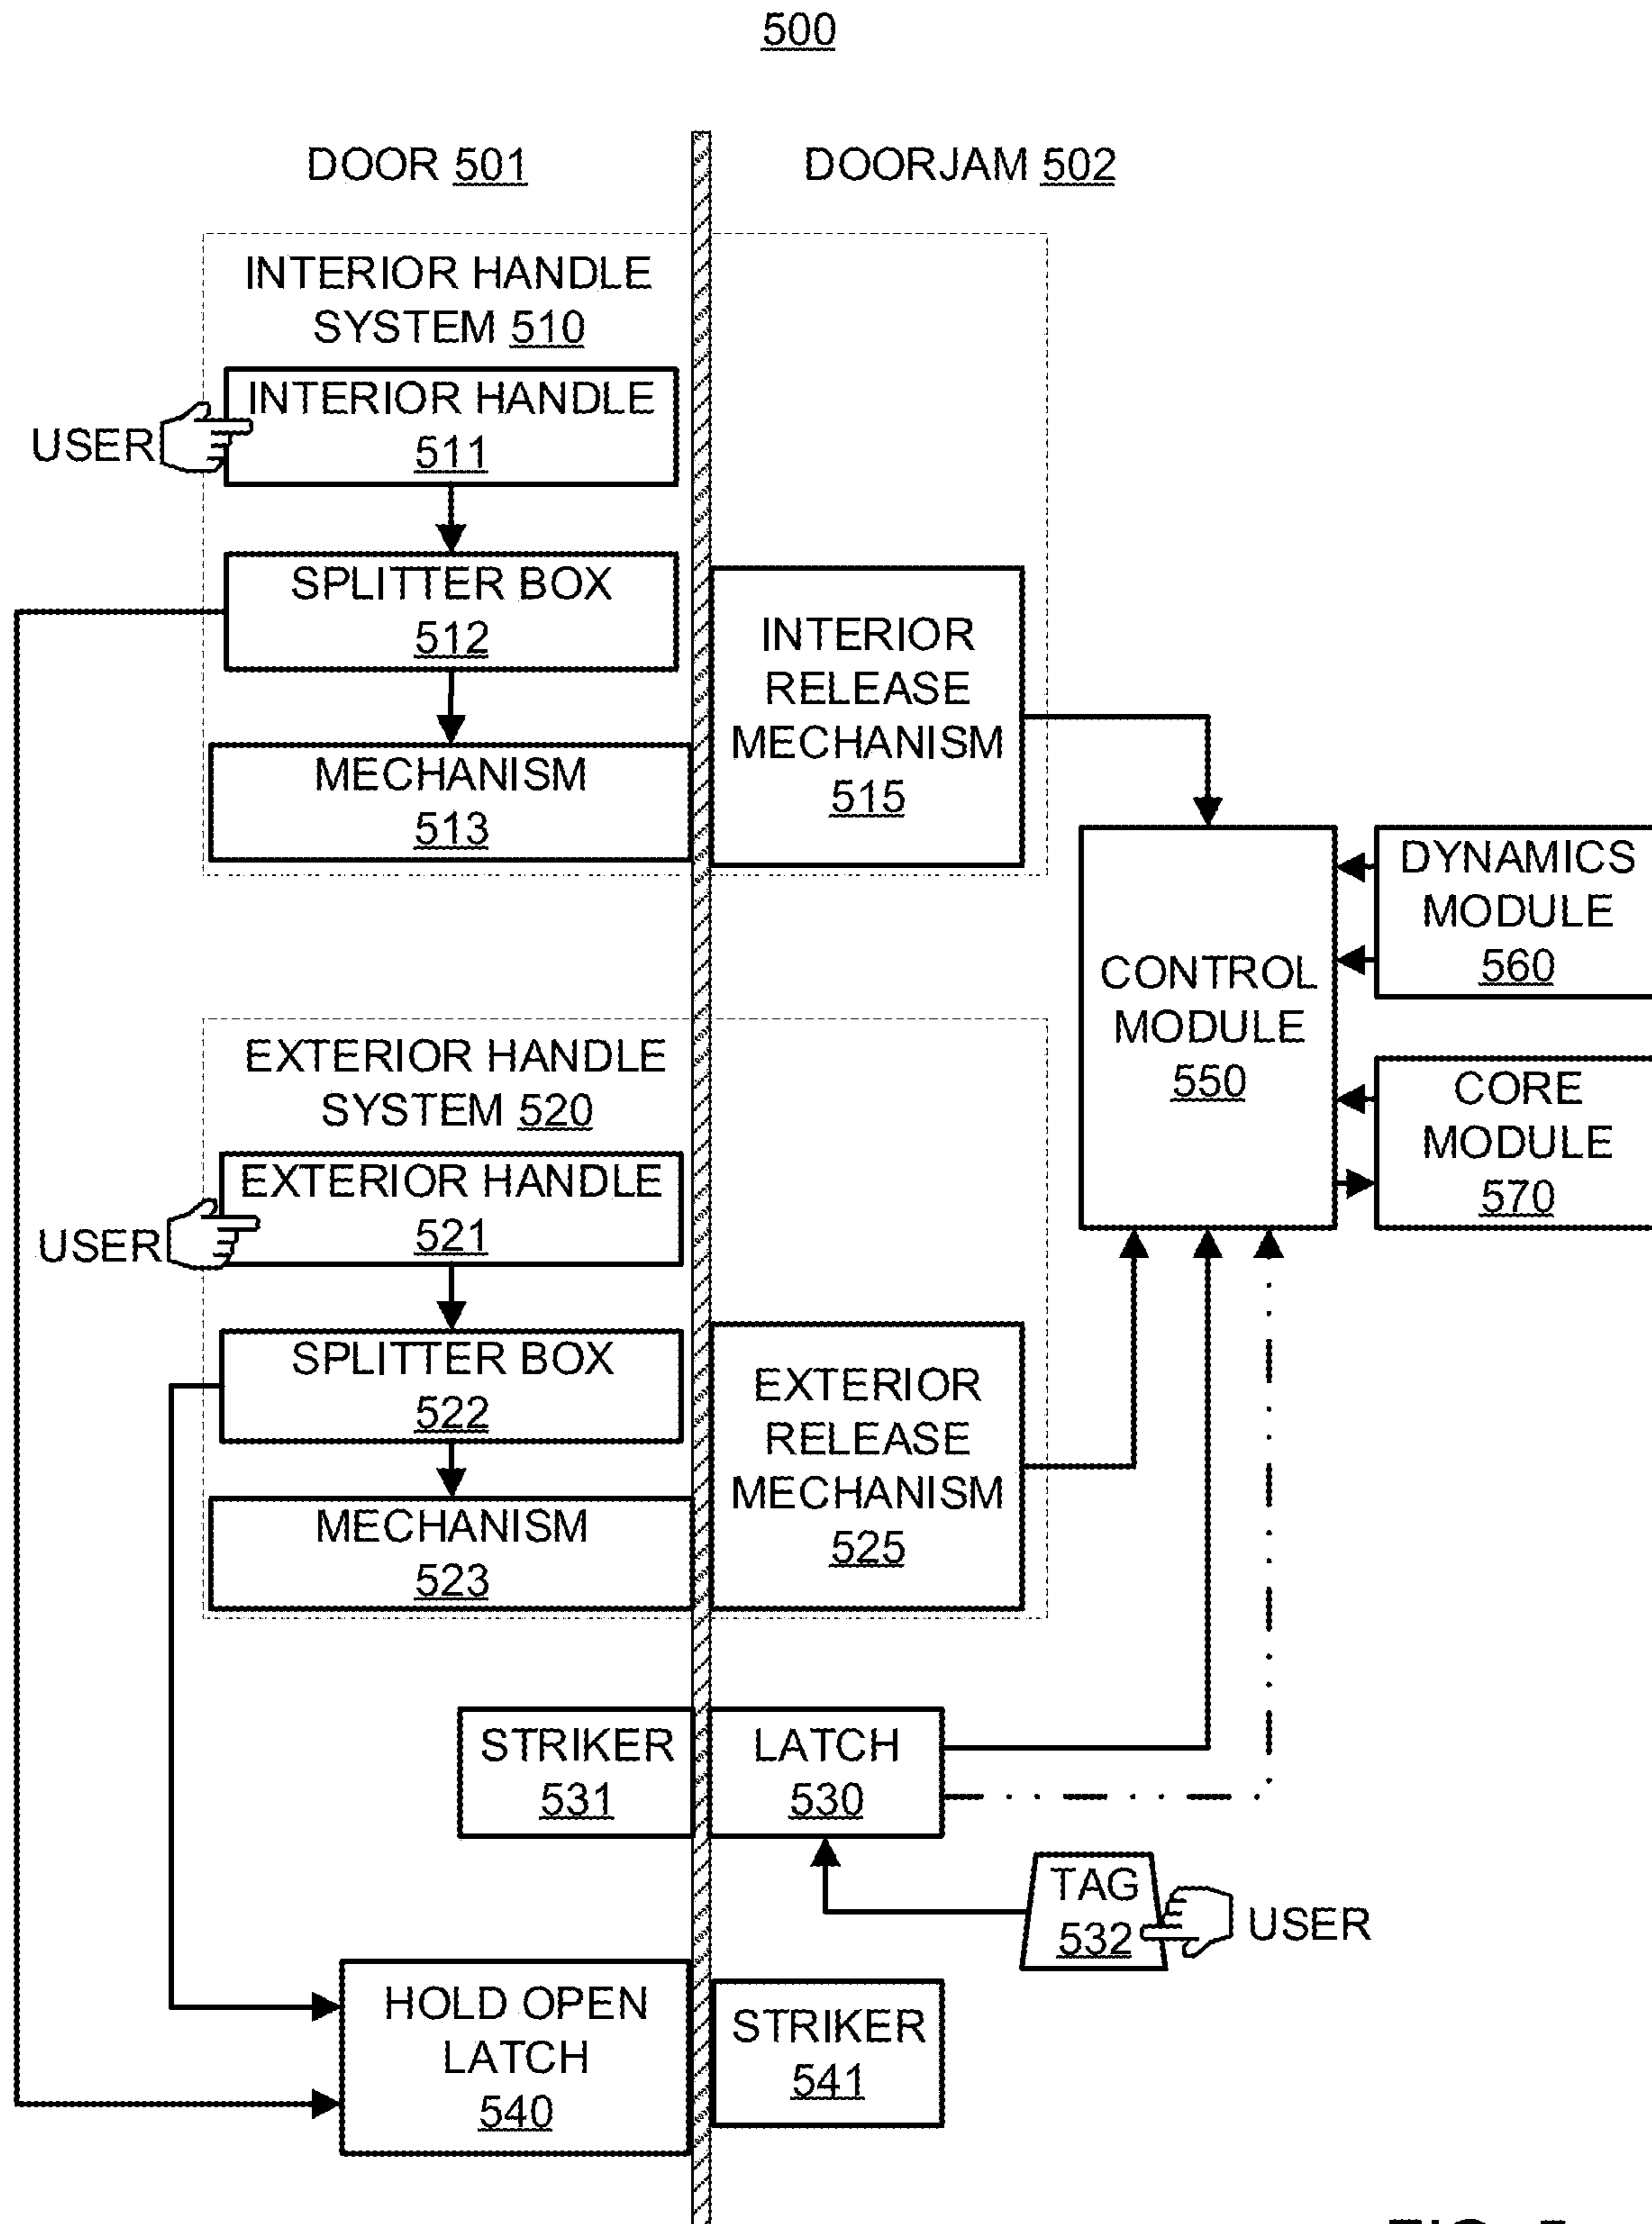 500
DOOR 501
DOORJAM 502
INTERIOR HANDLE
SYSTEM 510
INTERIOR HANDLE
511
USER
SPLITTER BOX
512
MECHANISM
513
INTERIOR
RELEASE
MECHANISM
515
CONTROL
MODULE
550
DYNAMICS
MODULE
560
CORE
MODULE
570
EXTERIOR HANDLE
SYSTEM 520
EXTERIOR HANDLE
521
USER
SPLITTER BOX
522
MECHANISM
523
EXTERIOR
RELEASE
MECHANISM
525
STRIKER
531
LATCH
530
TAG
532
USER
HOLD OPEN
LATCH
540
STRIKER
541